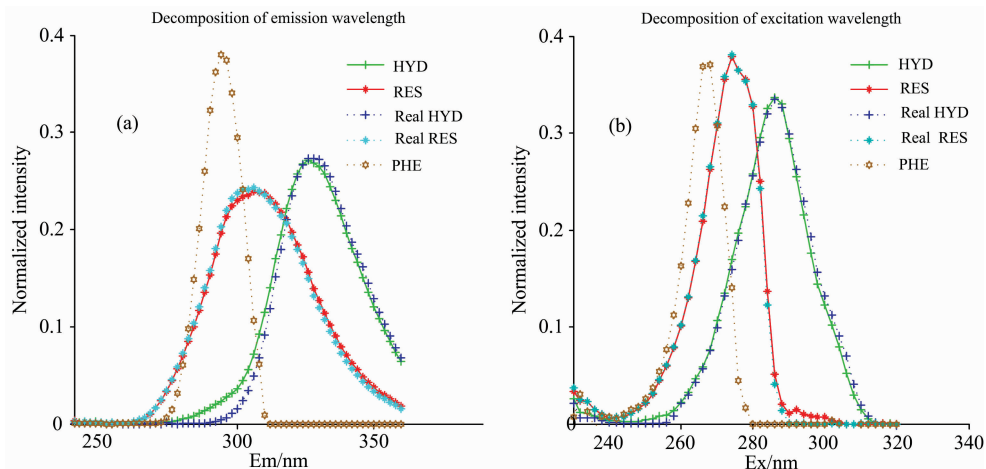 Decomposition of emission wavelength
0.4
0.3
0.2
0.1
0
250
300
350
Em/nm
Normalized intensity
(a)
HYD
RES
Real HYD
Real RES
PHE
Decomposition of excitation wavelength
0.4
0.3
0.2
0.1
0
240
260
280
300
320
340
Ex/nm
Normalized intensity
(b)
HYD
RES
Real HYD
Real RES
PHE